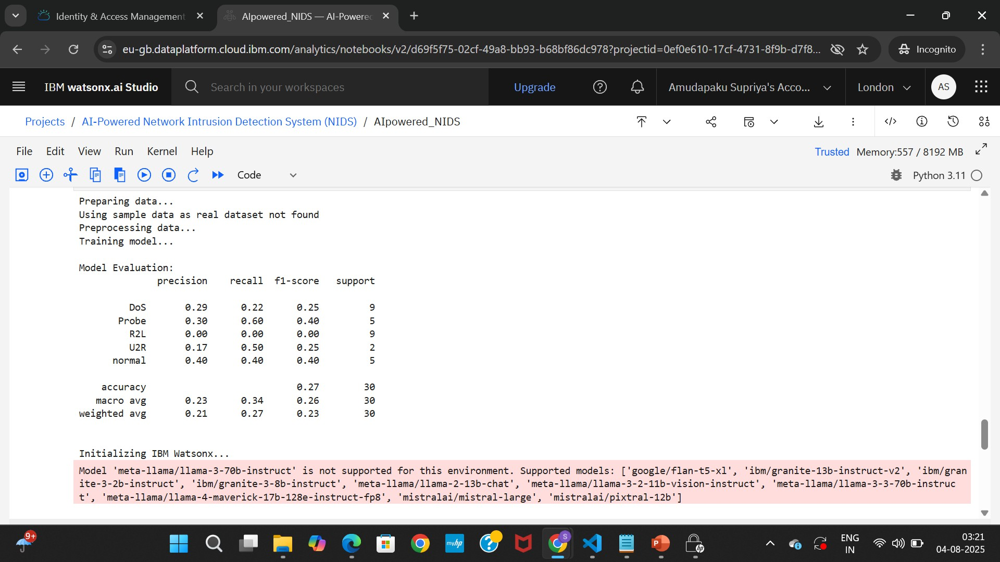 Identity & Access Management
AIpowered_NIDS — AI-Powered
eu-gb.dataplatform.cloud.ibm.com/analytics/notebooks/v2/d69f5f75-02cf-49a8-bb93-b68bf86dc978?projectid=0ef0e610-17cf-4731-8f9b-d7f8...
Incognito
IBM watsonx.ai Studio
Search in your workspaces
Upgrade
Amudapaku Supriya's Acco...
London
AS
Projects / AI-Powered Network Intrusion Detection System (NIDS) / AIpowered_NIDS
File Edit View Run Kernel Help
Trusted Memory:557 / 8192 MB
Code
Python 3.11
Preparing data...
Using sample data as real dataset not found
Preprocessing data...
Training model...
Model Evaluation:
precision recall f1-score support
DoS 0.29 0.22 0.25 9
Probe 0.30 0.60 0.40 5
R2L 0.00 0.00 0.00 9
U2R 0.17 0.50 0.25 2
normal 0.40 0.40 0.40 5
accuracy 0.27 30
macro avg 0.23 0.34 0.26 30
weighted avg 0.21 0.27 0.23 30
Initializing IBM Watsonx...
Model 'meta-llama/llama-3-70b-instruct' is not supported for this environment. Supported models: ['google/flan-t5-xl', 'ibm/granite-13b-instruct-v2', 'ibm/gran
ite-3-2b-instruct', 'ibm/granite-3-8b-instruct', 'meta-llama/llama-2-13b-chat', 'meta-llama/llama-3-2-11b-vision-instruct', 'meta-llama/llama-3-3-70b-instruc
t', 'meta-llama/llama-4-maverick-17b-128e-instruct-fp8', 'mistralai/mistral-large', 'mistralai/pixtral-12b']
9+
myhp
S
P
hp
ENG
IN
03:21
04-08-2025